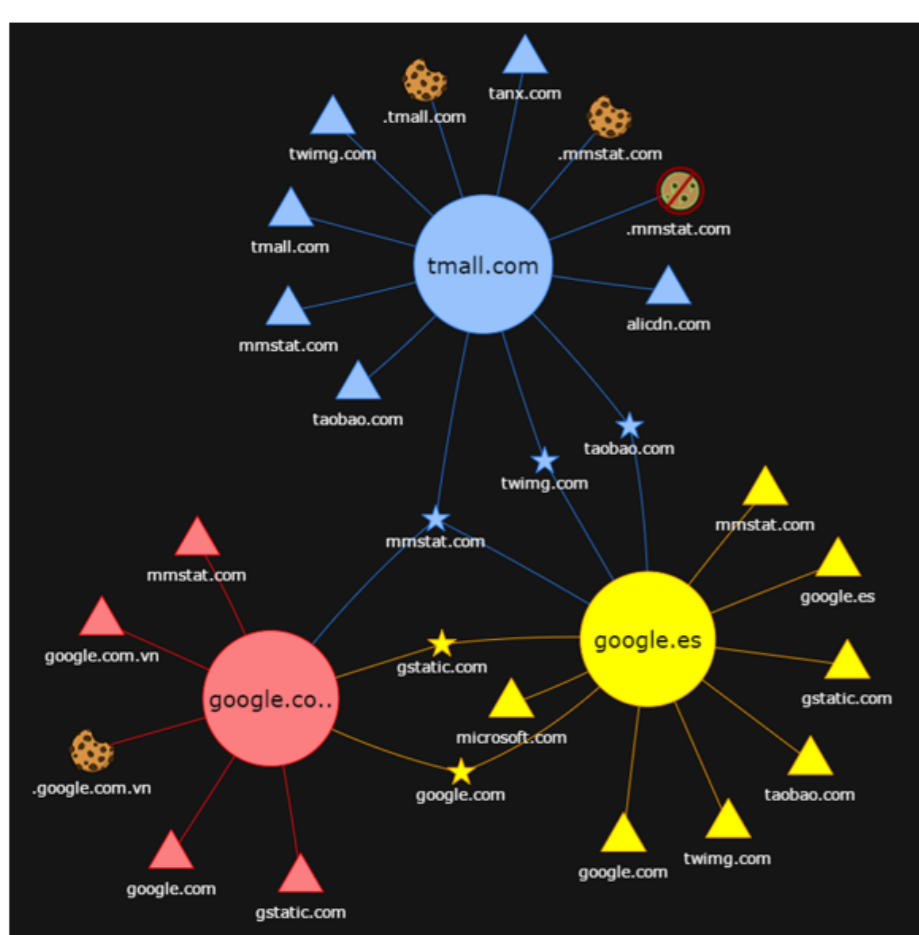 tanx.com
.tmall.com
twimg.com
.mmstat.com
.mmstat.com
tmall.com
tmall.com
alicdn.com
mmstat.com
taobao.com
taobao.com
twimg.com
mmstat.com
mmstat.com
mmstat.com
google.es
google.com.vn
google.es
gstatic.com
google.co..
gstatic.com
microsoft.com
.google.com.vn
google.com
taobao.com
twimg.com
google.com
google.com
gstatic.com